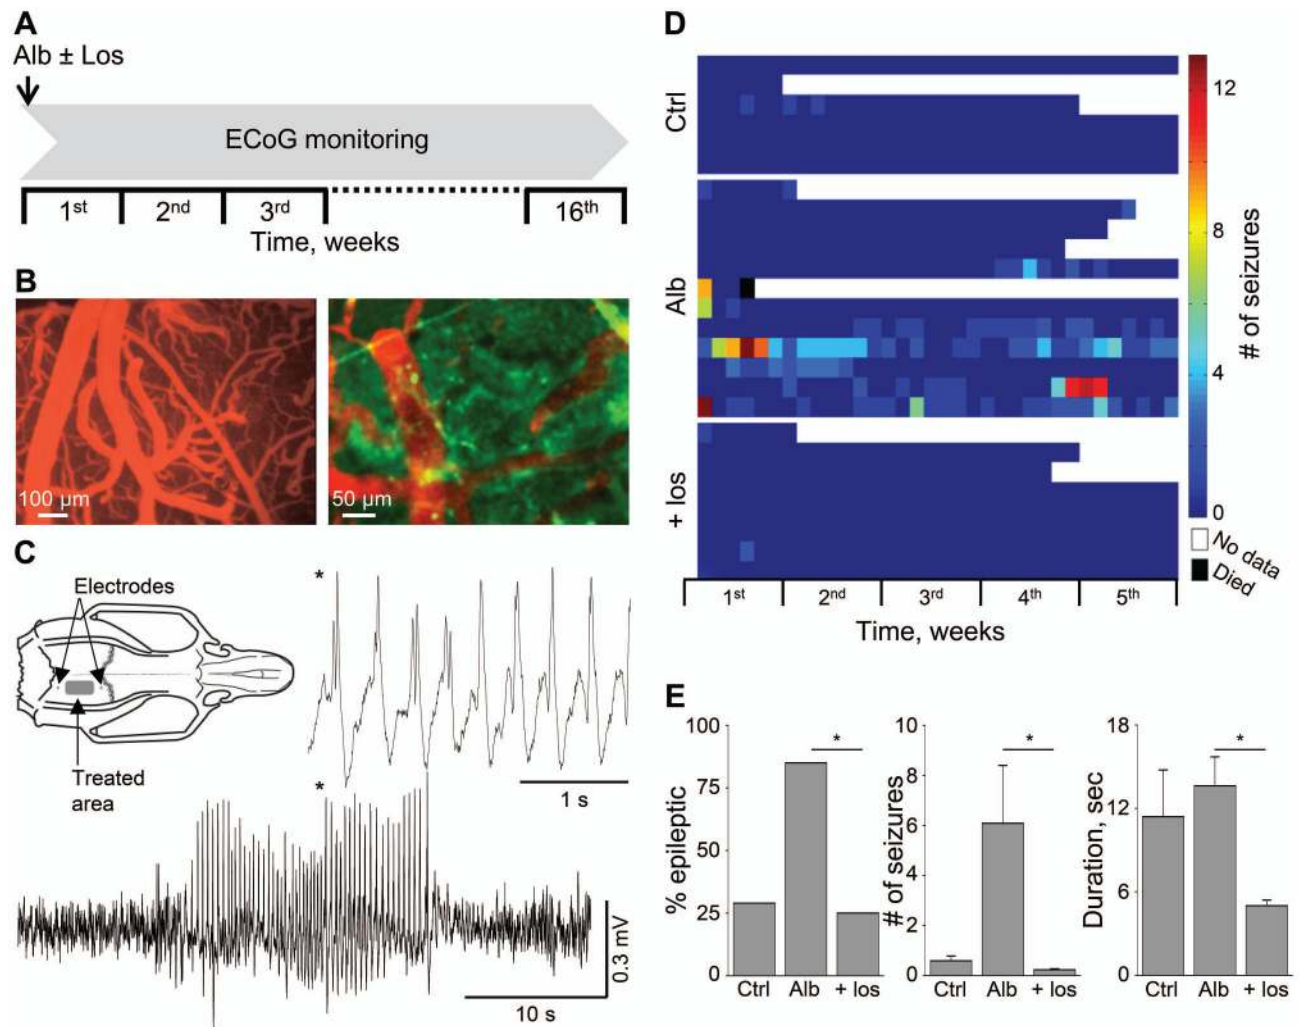 A
Alb ± Los
ECoG monitoring
1st 2nd 3rd 16th
Time, weeks
B
100 µm
50 µm
C
Electrodes
Treated
area
*
1 s
*
0.3 mV
10 s
D
Ctrl
Alb
+ los
12
8
4
0
# of seizures
No data
Died
1st 2nd 3rd 4th 5th
Time, weeks
E
% epileptic
100
75
50
25
0
*
Ctrl Alb + los
# of seizures
10
8
6
4
2
0
*
Ctrl Alb + los
Duration, sec
18
12
6
0
*
Ctrl Alb + los